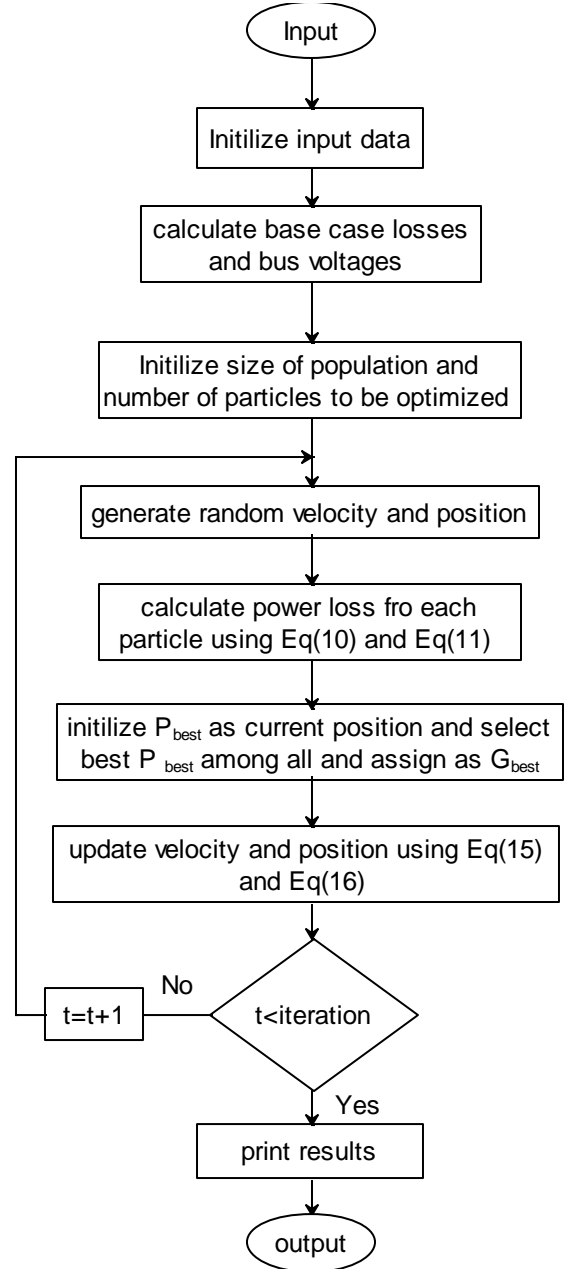 Input
Initilize input data
calculate base case losses
and bus voltages
Initilize size of population and
number of particles to be optimized
generate random velocity and position
calculate power loss fro each
particle using Eq(10) and Eq(11)
initilize Pbest as current position and select
best P best among all and assign as Gbest
update velocity and position using Eq(15)
and Eq(16)
No
t=t+1
t<iteration
Yes
print results
output